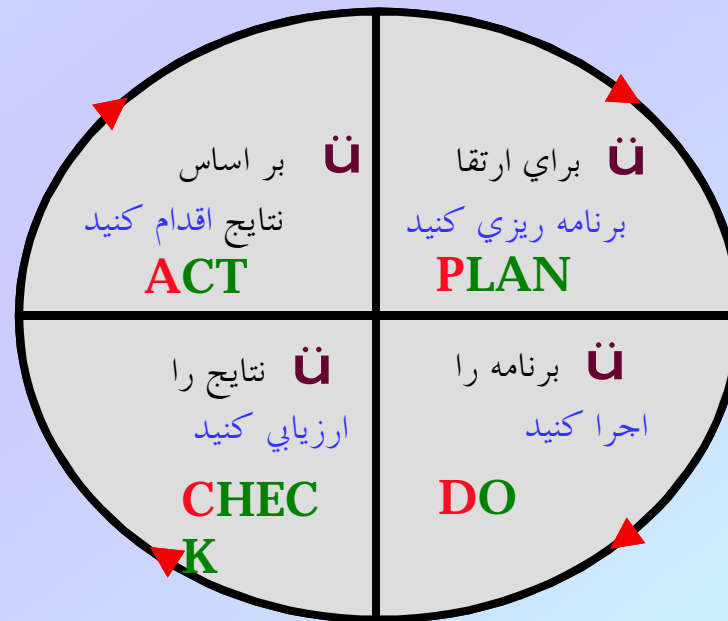 ü براي ارتقا
برنامه ريزي كنيد
PLAN
ü برنامه را
اجرا كنيد
DO
ü نتايج را
ارزيابي كنيد
CHEC
K
ü بر اساس
نتايج اقدام كنيد
ACT